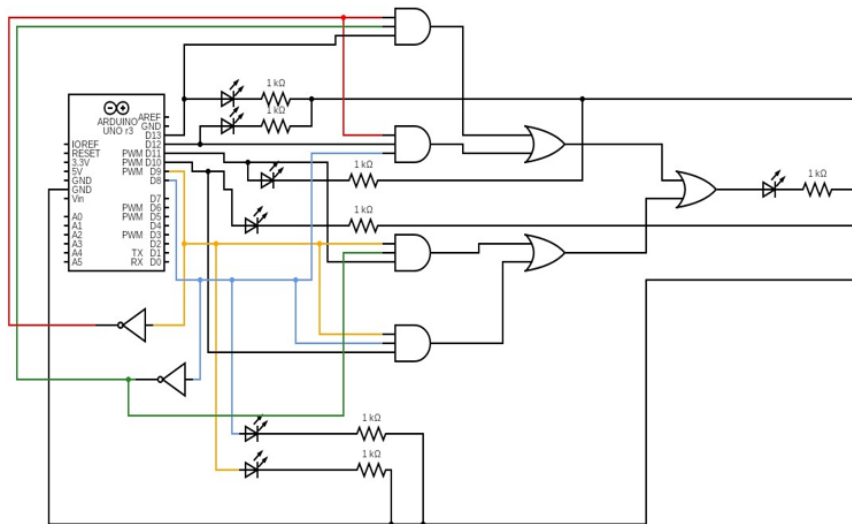 1 kΩ
1 kΩ
ARDUINO
UNO r3
AREF
GND
D13
IOREF D12
RESET PWM D11
3.3V PWM D10
5V PWM D9
GND D8
GND
Vin D7
PWM D6
A0 PWM D5
A1 D4
A2 PWM D3
A3 D2
A4 TX D1
A5 RX D0
1 kΩ
1 kΩ
1 kΩ
1 kΩ
1 kΩ